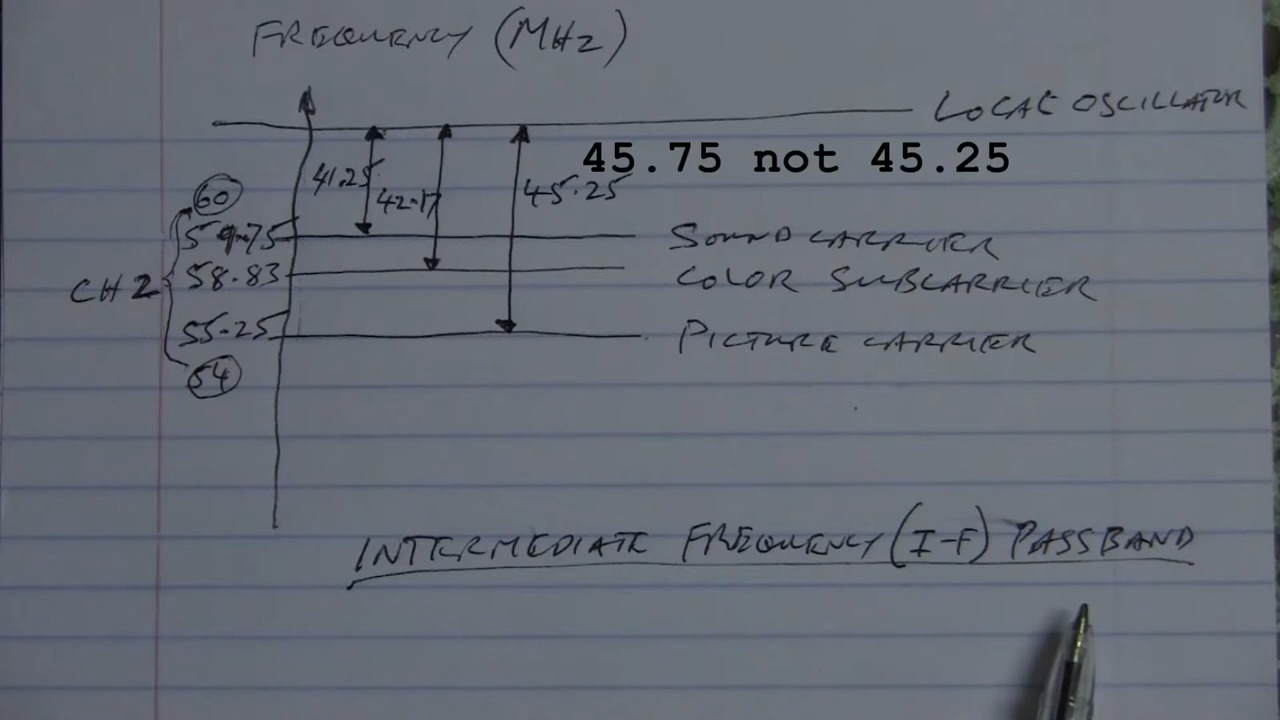 FREQUENCY (MHz)
LOCAL OSCILLATOR
45.75 not 45.25
41.25
42.17
45.25
60
59.75
SOUND CARRIER
CH 2
58.83
COLOR SUBCARRIER
55.25
PICTURE CARRIER
54
INTERMEDIATE FREQUENCY (I-F) PASSBAND